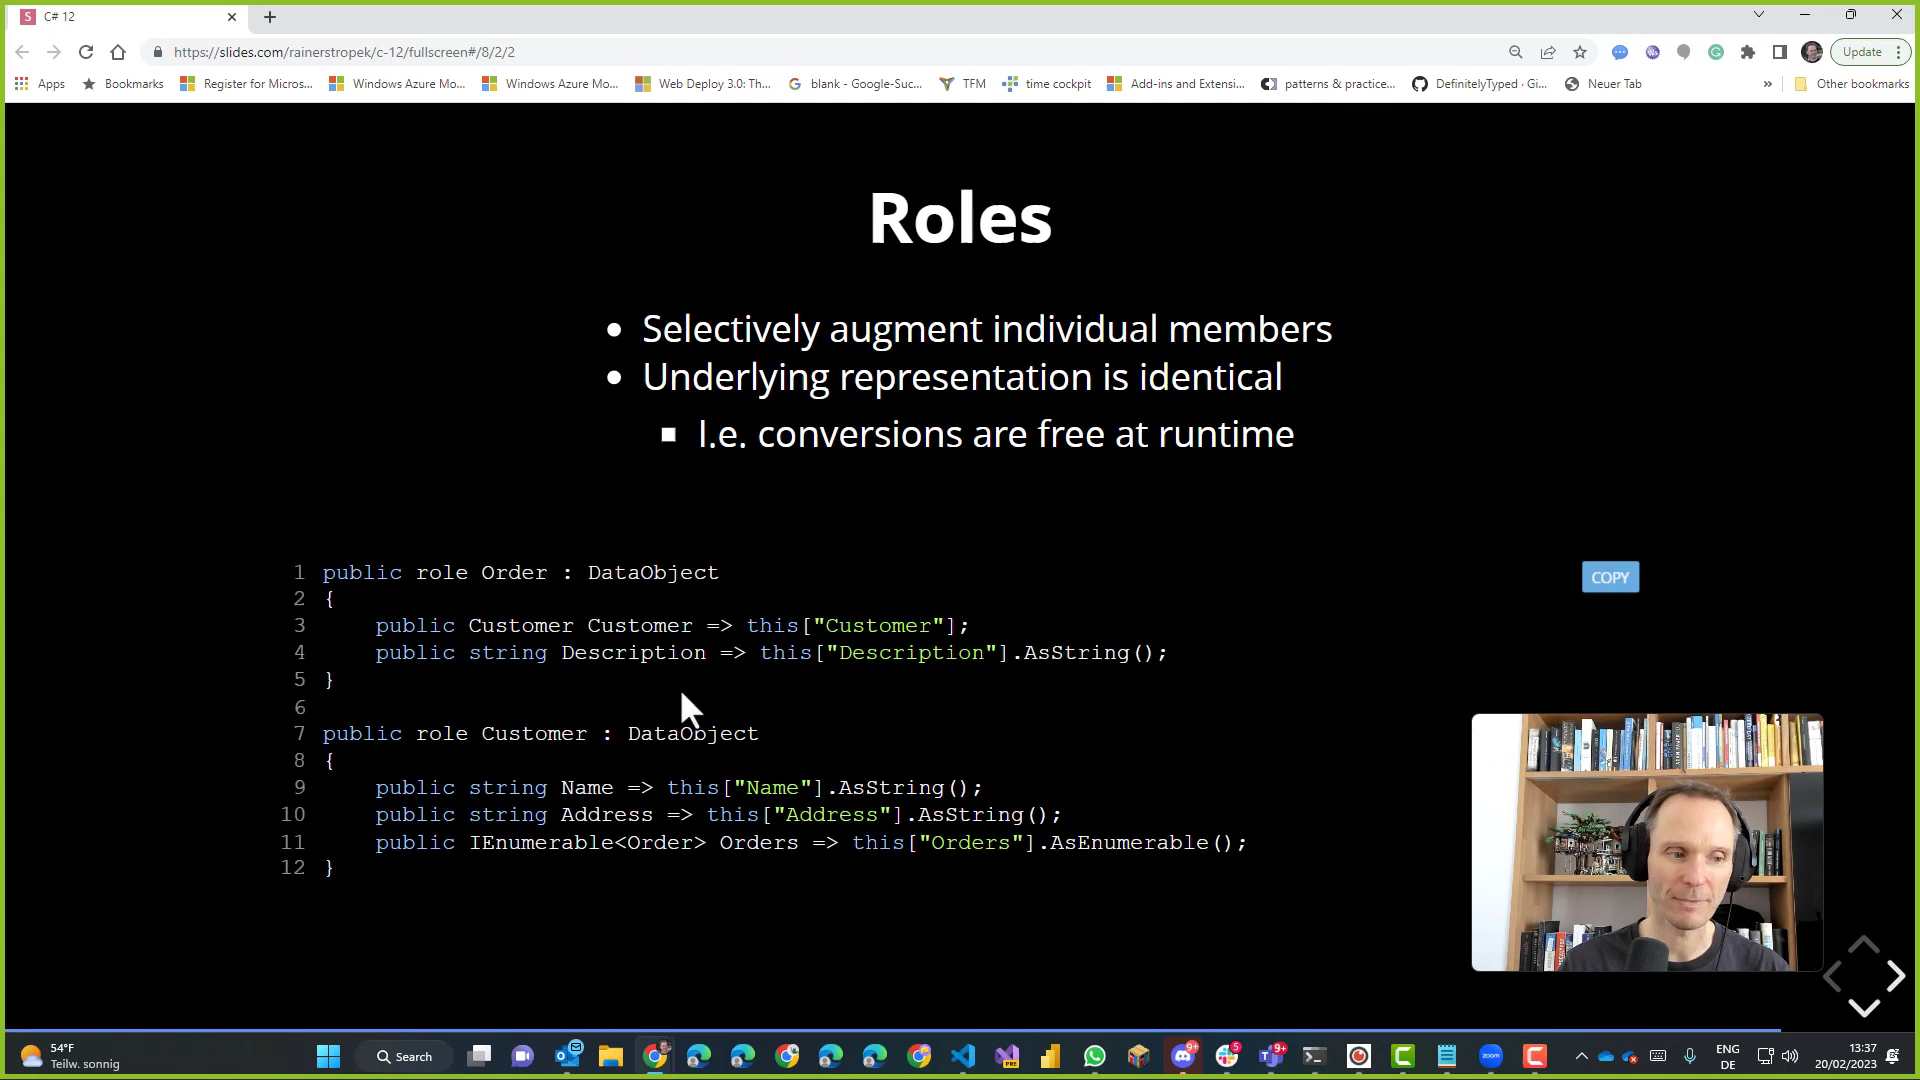 C# 12
https://slides.com/rainerstropek/c-12/fullscreen#/8/2/2
Update
Apps
Bookmarks
Register for Micros...
Windows Azure Mo...
Windows Azure Mo...
Web Deploy 3.0: Th...
blank - Google-Suc...
TFM
time cockpit
Add-ins and Extensi...
patterns & practice...
DefinitelyTyped · Gi...
Neuer Tab
»
Other bookmarks
Roles
Selectively augment individual members
Underlying representation is identical
I.e. conversions are free at runtime
COPY
1 public role Order : DataObject
2 {
3     public Customer Customer => this["Customer"];
4     public string Description => this["Description"].AsString();
5 }
6
7 public role Customer : DataObject
8 {
9     public string Name => this["Name"].AsString();
10     public string Address => this["Address"].AsString();
11     public IEnumerable<Order> Orders => this["Orders"].AsEnumerable();
12 }
54°F
Teilw. sonnig
Search
ENG
DE
13:37
20/02/2023